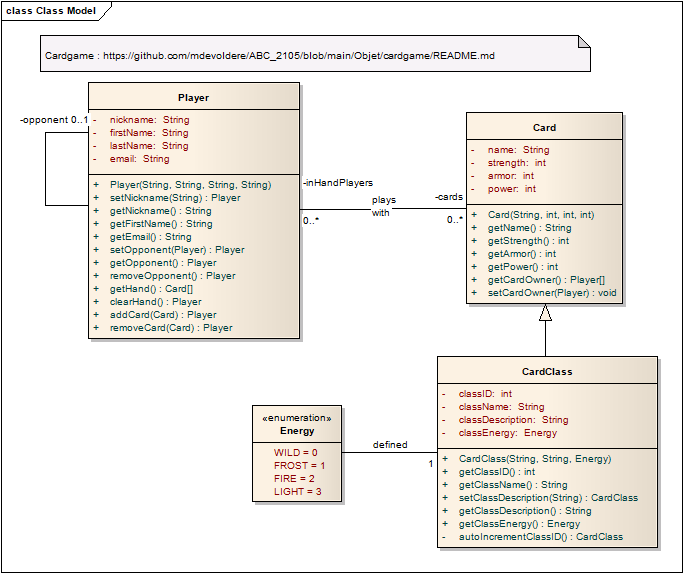 class Class Model
Cardgame : https://github.com/mdevoldere/ABC_2105/blob/main/Objet/cardgame/README.md
Player
-opponent 0..1
- nickname: String
- firstName: String
- lastName: String
- email: String
+ Player(String, String, String, String)
+ setNickname(String) : Player
+ getNickname() : String
+ getFirstName() : String
+ getEmail() : String
+ setOpponent(Player) : Player
+ getOpponent() : Player
+ removeOpponent() : Player
+ getHand() : Card[]
+ clearHand() : Player
+ addCard(Card) : Player
+ removeCard(Card) : Player
-inHandPlayers
0..*
plays
with
-cards
0..*
Card
- name: String
- strength: int
- armor: int
- power: int
+ Card(String, int, int, int)
+ getName() : String
+ getStrength() : int
+ getArmor() : int
+ getPower() : int
+ getCardOwner() : Player[]
+ setCardOwner(Player) : void
CardClass
- classID: int
- className: String
- classDescription: String
- classEnergy: Energy
+ CardClass(String, String, Energy)
+ getClassID() : int
+ getClassName() : String
+ setClassDescription(String) : CardClass
+ getClassDescription() : String
+ getClassEnergy() : Energy
- autoIncrementClassID() : CardClass
«enumeration»
Energy
WILD = 0
FROST = 1
FIRE = 2
LIGHT = 3
defined
1